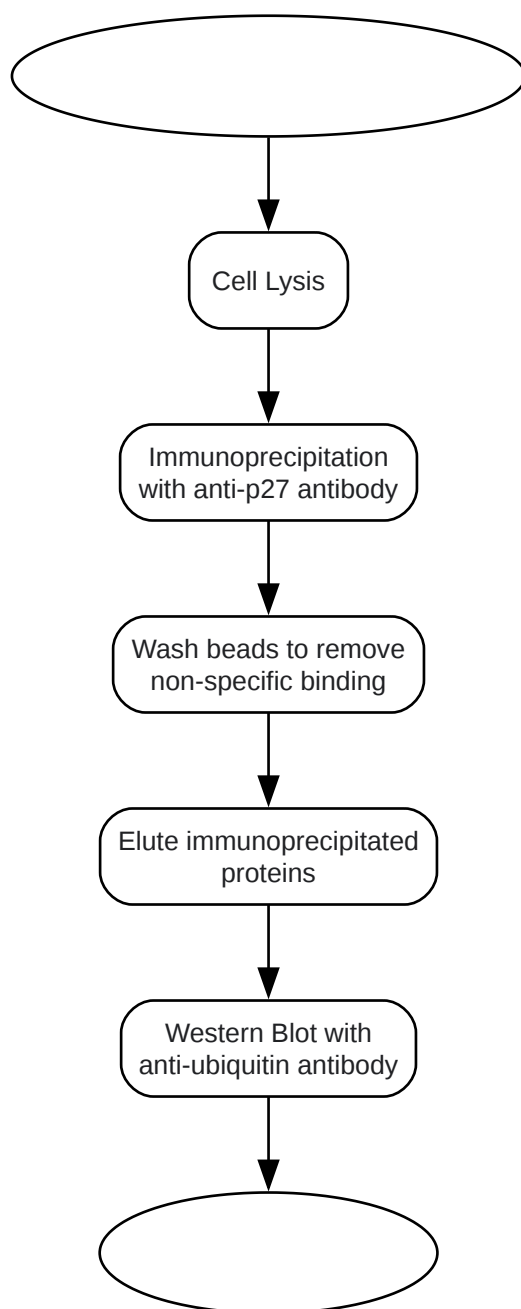 Cell Lysis
Immunoprecipitation
with anti-p27 antibody
Wash beads to remove
non-specific binding
Elute immunoprecipitated
proteins
Western Blot with
anti-ubiquitin antibody